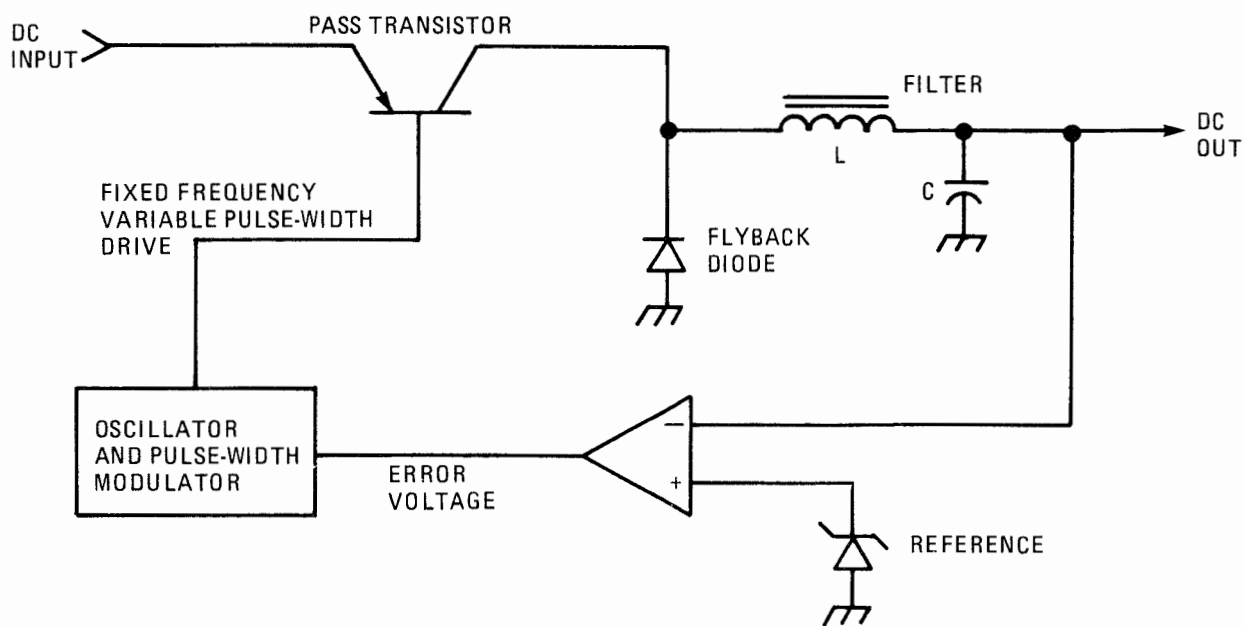 DC
INPUT
PASS TRANSISTOR
FILTER
L
DC
OUT
C
FIXED FREQUENCY
VARIABLE PULSE-WIDTH
DRIVE
FLYBACK
DIODE
OSCILLATOR
AND PULSE-WIDTH
MODULATOR
ERROR
VOLTAGE
−
+
REFERENCE